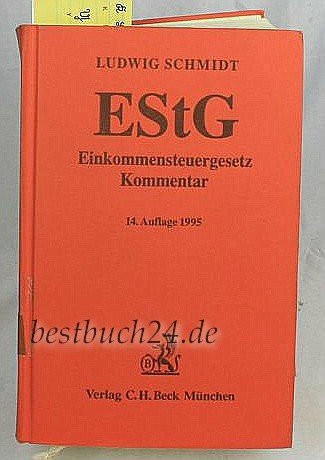 LUDWIG SCHMIDT
EStG
Einkommensteuergesetz
Kommentar
14. Auflage 1995
bestbuch24.de
B
Verlag C. H. Beck München